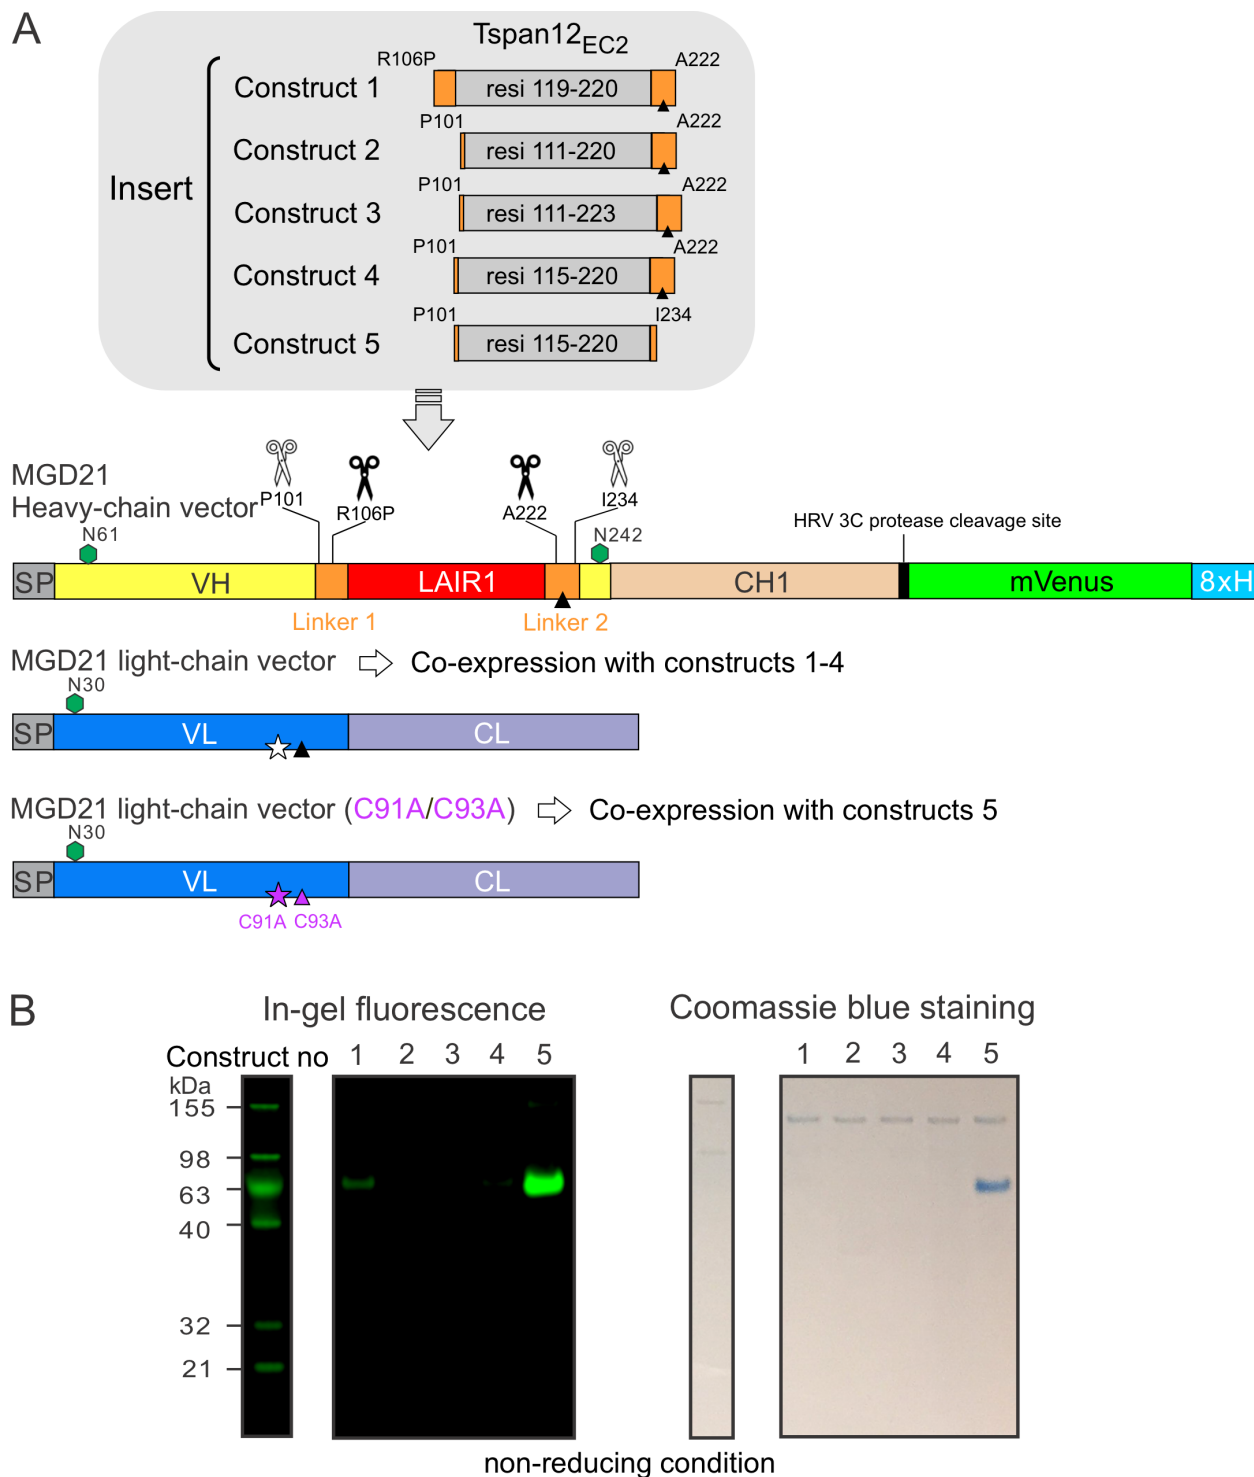 A
Tspan12EC2
R106P
A222
Construct 1
resi 119-220
P101
A222
Construct 2
resi 111-220
Insert
P101
A222
Construct 3
resi 111-223
P101
A222
Construct 4
resi 115-220
P101
I234
Construct 5
resi 115-220
MGD21
Heavy-chain vector
P101
R106P
A222
I234
HRV 3C protease cleavage site
N61
N242
SP
VH
LAIR1
CH1
mVenus
8xH
Linker 1
Linker 2
MGD21 light-chain vector
Co-expression with constructs 1-4
N30
SP
VL
CL
MGD21 light-chain vector (C91A/C93A)
Co-expression with constructs 5
N30
SP
VL
CL
C91A C93A
B
In-gel fluorescence
Coomassie blue staining
Construct no 1 2 3 4 5
1 2 3 4 5
kDa
155
98
63
40
32
21
non-reducing condition